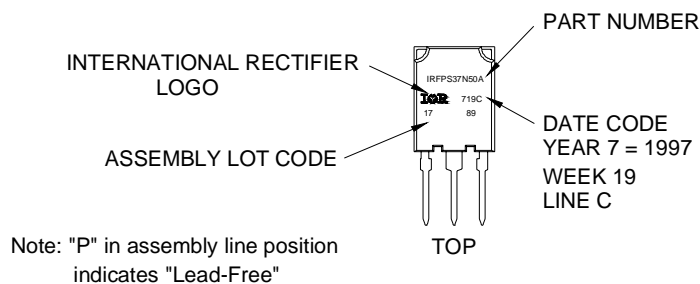 PART NUMBER
INTERNATIONAL RECTIFIER
LOGO
IRFPS37N50A
IOR 719C
17 89
ASSEMBLY LOT CODE
DATE CODE
YEAR 7 = 1997
WEEK 19
LINE C
Note: "P" in assembly line position
indicates "Lead-Free"
TOP